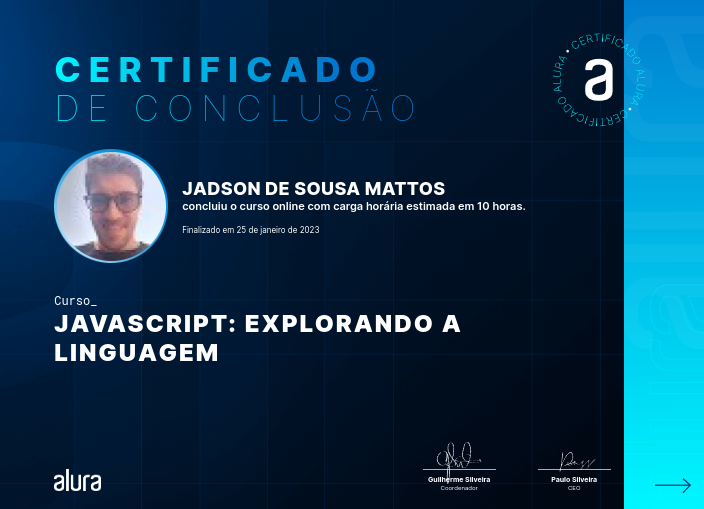 CERTIFICADO
DE CONCLUSÃO
CERTIFICADO ALURA • CERTIFICADO ALURA •
a
JADSON DE SOUSA MATTOS
concluiu o curso online com carga horária estimada em 10 horas.
Finalizado em 25 de janeiro de 2023
Curso_
JAVASCRIPT: EXPLORANDO A
LINGUAGEM
alura
Guilherme Silveira
Coordenador
Paulo Silveira
CEO